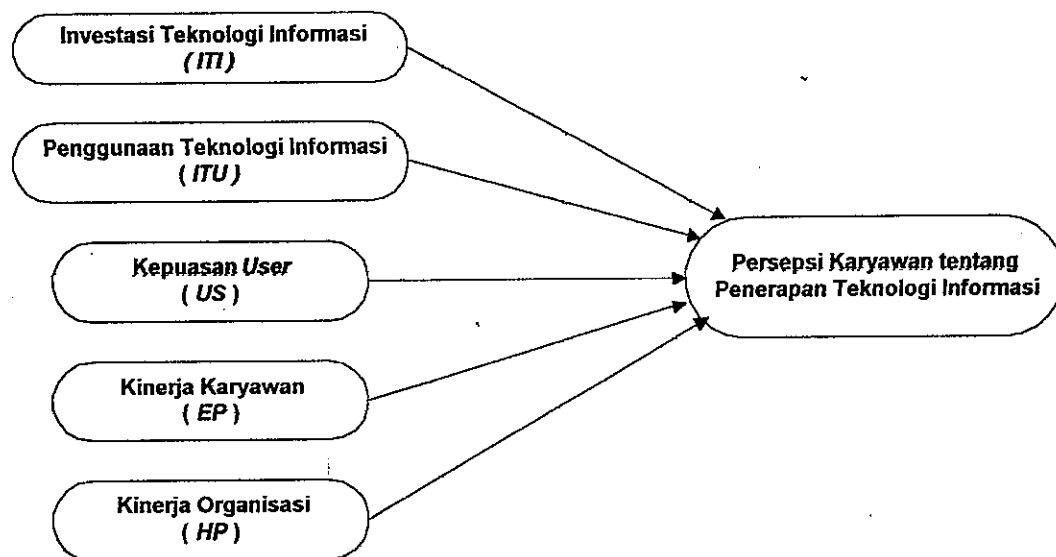 Investasi Teknologi Informasi
(ITI)
Penggunaan Teknologi Informasi
( ITU)
Kepuasan User
( US )
Kinerja Karyawan
( EP )
Kinerja Organisasi
( HP )
Persepsi Karyawan tentang
Penerapan Teknologi Informasi